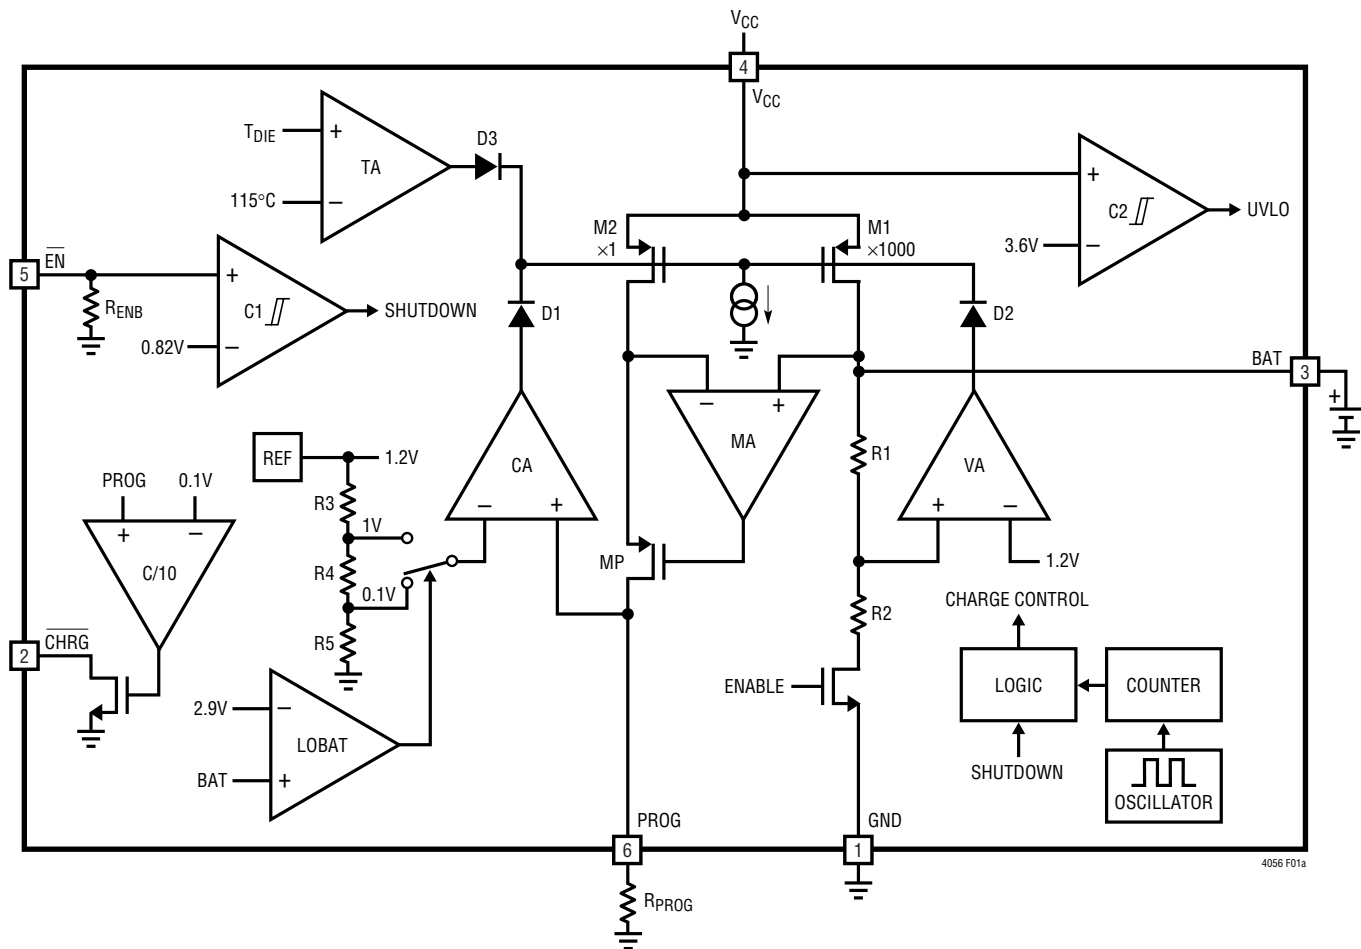 VCC
4
VCC
TDIE
+
TA
D3
115°C
−
M2
×1
M1
×1000
+
C2
UVLO
3.6V
−
5
EN
RENB
+
C1
SHUTDOWN
0.82V
−
D1
D2
BAT
3
+
−
+
MA
REF
1.2V
R3
1V
R4
0.1V
R5
CA
−
+
R1
VA
+
−
1.2V
PROG
0.1V
+
−
C/10
MP
R2
2
CHRG
2.9V
−
LOBAT
BAT
+
ENABLE
CHARGE CONTROL
LOGIC
COUNTER
SHUTDOWN
OSCILLATOR
PROG
6
GND
1
RPROG
4056 F01a